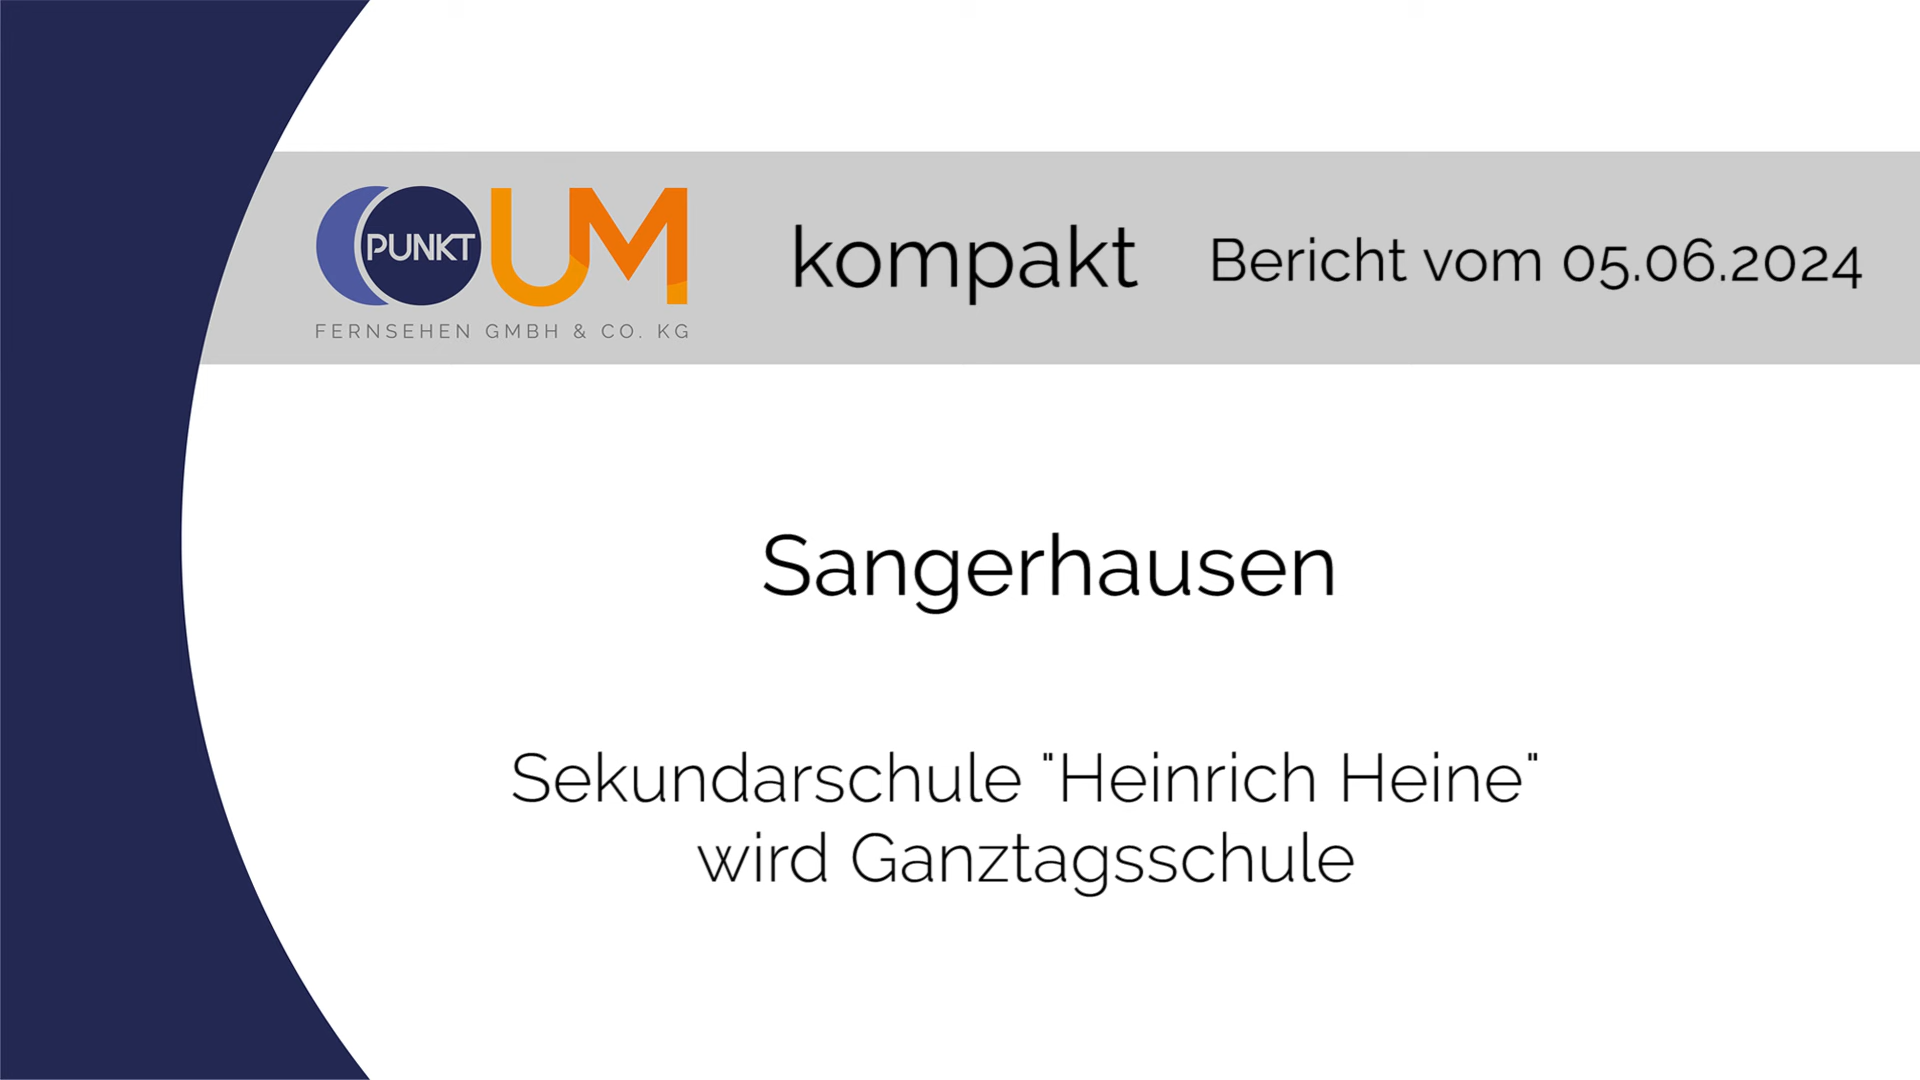 PUNKT UM
FERNSEHEN GMBH & CO. KG
kompakt
Bericht vom 05.06.2024
Sangerhausen
Sekundarschule "Heinrich Heine"
wird Ganztagsschule